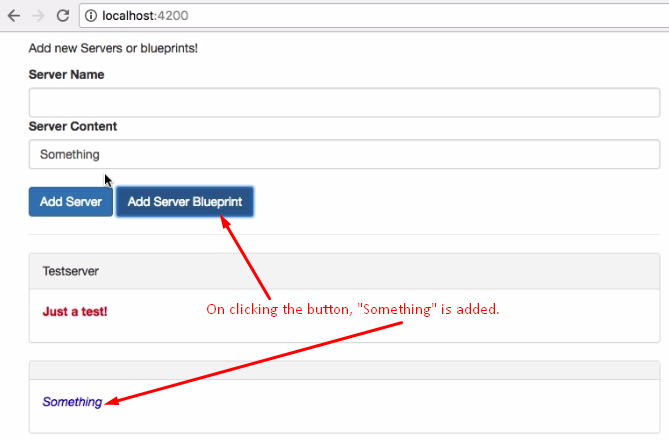 localhost:4200
Add new Servers or blueprints!
Server Name
Server Content
Something
Add Server Add Server Blueprint
Testserver
Just a test!
On clicking the button, "Something" is added.
Something